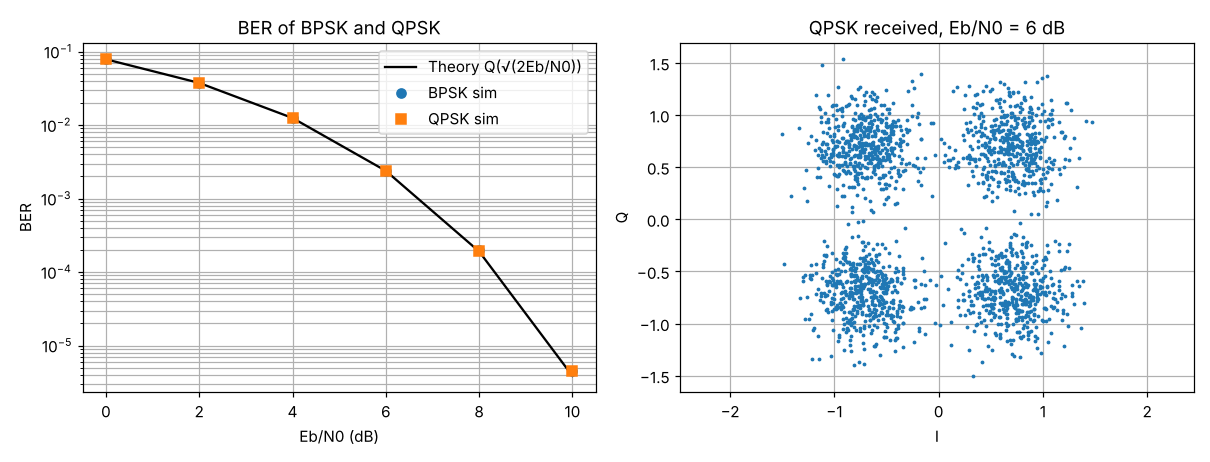 BER of BPSK and QPSK
10⁻¹
10⁻²
10⁻³
10⁻⁴
10⁻⁵
BER
0 2 4 6 8 10
Eb/N0 (dB)
Theory Q(√(2Eb/N0))
BPSK sim
QPSK sim
QPSK received, Eb/N0 = 6 dB
1.5
1.0
0.5
0.0
−0.5
−1.0
−1.5
Q
−2 −1 0 1 2
I